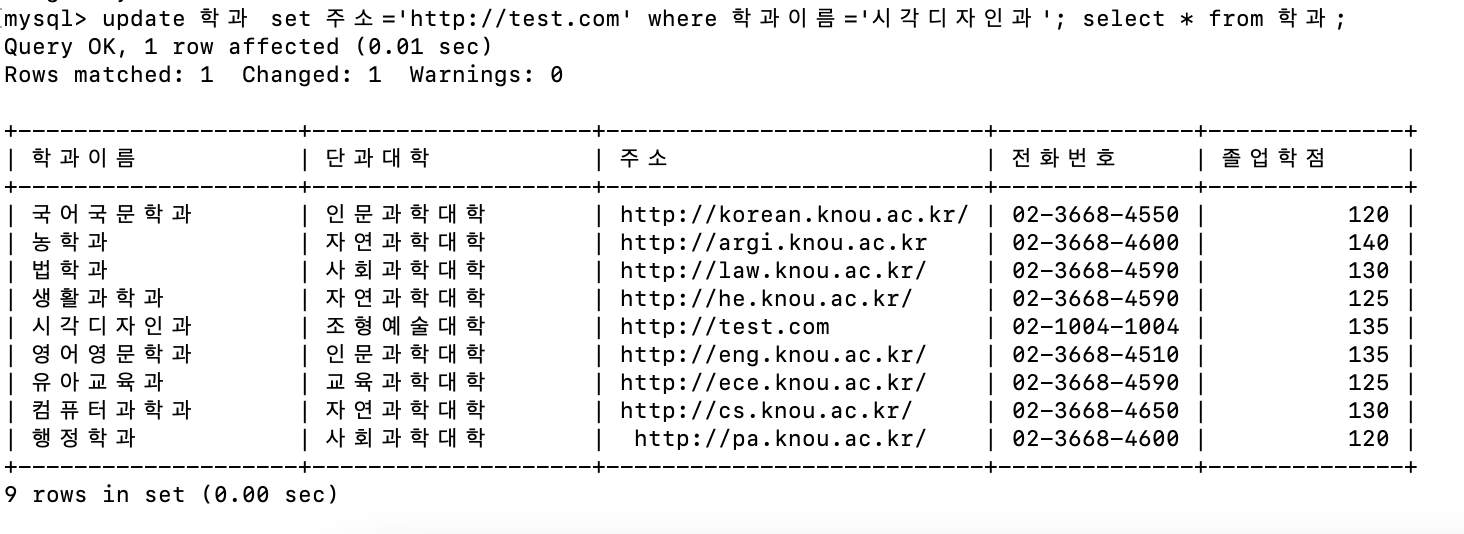 mysql> update 학과 set 주소='http://test.com' where 학과이름='시각디자인과'; select * from 학과;
Query OK, 1 row affected (0.01 sec)
Rows matched: 1  Changed: 1  Warnings: 0

+--------------------+--------------------+---------------------------+--------------+--------------+
| 학과이름 | 단과대학 | 주소 | 전화번호 | 졸업학점 |
+--------------------+--------------------+---------------------------+--------------+--------------+
| 국어국문학과 | 인문과학대학 | http://korean.knou.ac.kr/ | 02-3668-4550 | 120 |
| 농학과 | 자연과학대학 | http://argi.knou.ac.kr | 02-3668-4600 | 140 |
| 법학과 | 사회과학대학 | http://law.knou.ac.kr/ | 02-3668-4590 | 130 |
| 생활과학과 | 자연과학대학 | http://he.knou.ac.kr/ | 02-3668-4590 | 125 |
| 시각디자인과 | 조형예술대학 | http://test.com | 02-1004-1004 | 135 |
| 영어영문학과 | 인문과학대학 | http://eng.knou.ac.kr/ | 02-3668-4510 | 135 |
| 유아교육과 | 교육과학대학 | http://ece.knou.ac.kr/ | 02-3668-4590 | 125 |
| 컴퓨터과학과 | 자연과학대학 | http://cs.knou.ac.kr/ | 02-3668-4650 | 130 |
| 행정학과 | 사회과학대학 |  http://pa.knou.ac.kr/ | 02-3668-4600 | 120 |
+--------------------+--------------------+---------------------------+--------------+--------------+
9 rows in set (0.00 sec)